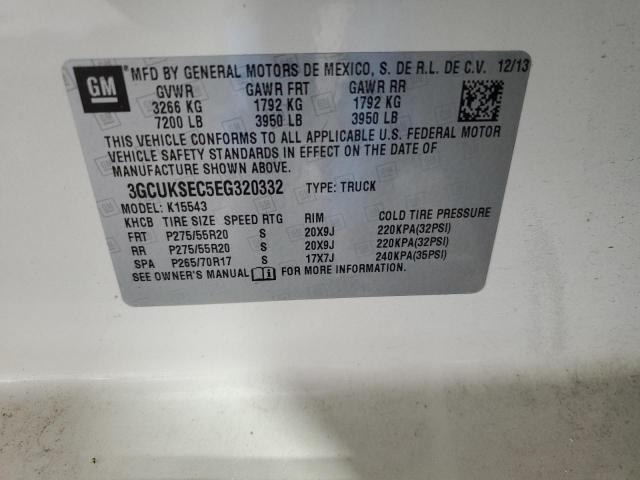 GM
® MFD BY GENERAL MOTORS DE MEXICO, S. DE R.L. DE C.V. 12/13
GVWR GAWR FRT GAWR RR
3266 KG 1792 KG 1792 KG
7200 LB 3950 LB 3950 LB
THIS VEHICLE CONFORMS TO ALL APPLICABLE U.S. FEDERAL MOTOR
VEHICLE SAFETY STANDARDS IN EFFECT ON THE DATE OF
MANUFACTURE SHOWN ABOVE.
3GCUKSEC5EG320332 TYPE: TRUCK
MODEL: K15543
KHCB TIRE SIZE SPEED RTG RIM COLD TIRE PRESSURE
FRT P275/55R20 S 20X9J 220KPA(32PSI)
RR P275/55R20 S 20X9J 220KPA(32PSI)
SPA P265/70R17 S 17X7J 240KPA(35PSI)
SEE OWNER'S MANUAL FOR MORE INFORMATION.